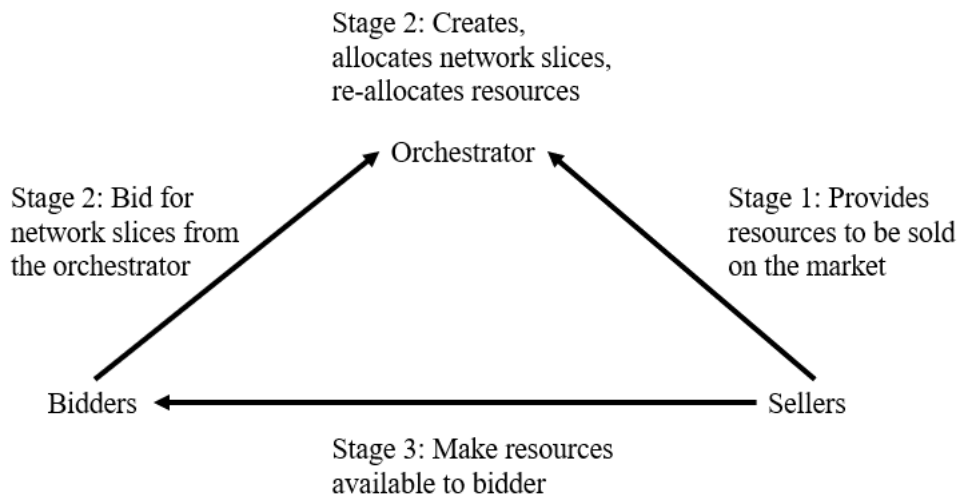 Stage 2: Creates,
allocates network slices,
re-allocates resources
Orchestrator
Stage 2: Bid for
network slices from
the orchestrator
Stage 1: Provides
resources to be sold
on the market
Bidders
Sellers
Stage 3: Make resources
available to bidder